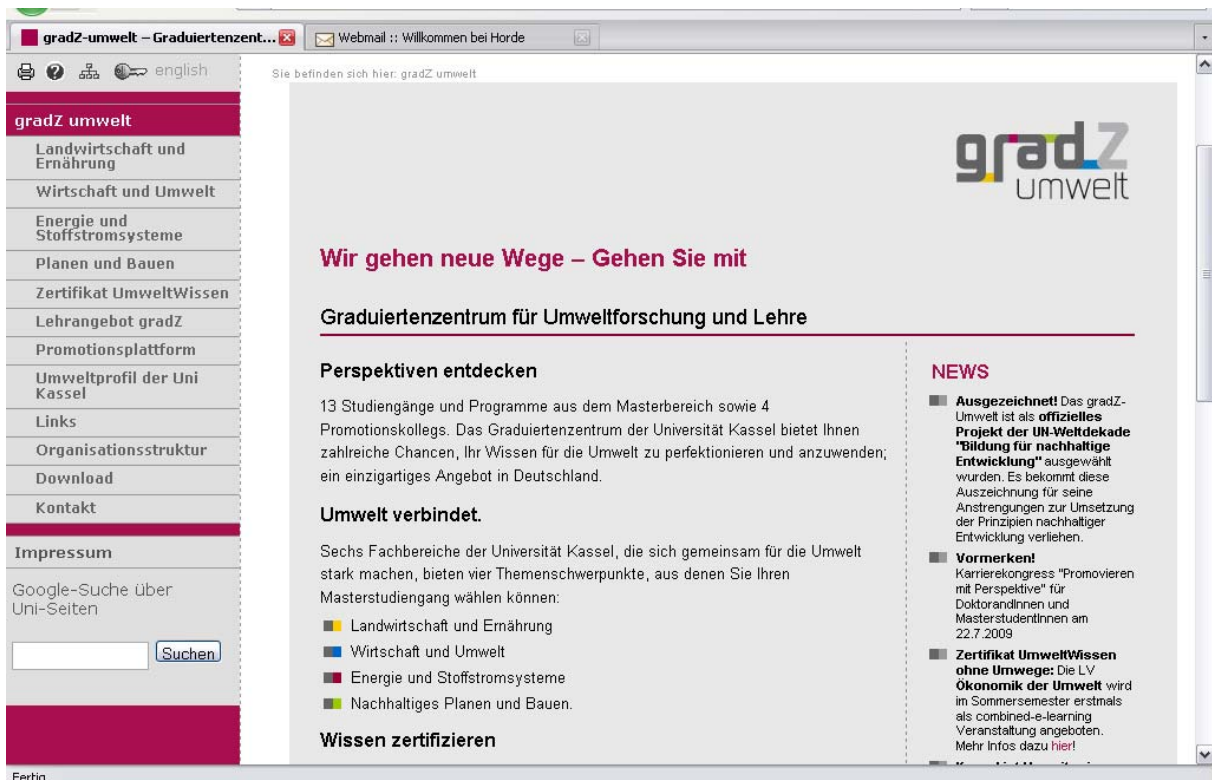 gradZ-umwelt – Graduiertenzent...
Webmail :: Willkommen bei Horde
english
gradZ umwelt
Landwirtschaft und
Ernährung
Wirtschaft und Umwelt
Energie und
Stoffstromsysteme
Planen und Bauen
Zertifikat UmweltWissen
Lehrangebot gradZ
Promotionsplattform
Umweltprofil der Uni
Kassel
Links
Organisationsstruktur
Download
Kontakt
Impressum
Google-Suche über
Uni-Seiten
Suchen
Sie befinden sich hier: gradZ umwelt
gradZ
umwelt
Wir gehen neue Wege – Gehen Sie mit
Graduiertenzentrum für Umweltforschung und Lehre
Perspektiven entdecken
13 Studiengänge und Programme aus dem Masterbereich sowie 4
Promotionskollegs. Das Graduiertenzentrum der Universität Kassel bietet Ihnen
zahlreiche Chancen, Ihr Wissen für die Umwelt zu perfektionieren und anzuwenden;
ein einzigartiges Angebot in Deutschland.
Umwelt verbindet.
Sechs Fachbereiche der Universität Kassel, die sich gemeinsam für die Umwelt
stark machen, bieten vier Themenschwerpunkte, aus denen Sie Ihren
Masterstudiengang wählen können:
Landwirtschaft und Ernährung
Wirtschaft und Umwelt
Energie und Stoffstromsysteme
Nachhaltiges Planen und Bauen.
Wissen zertifizieren
NEWS
Ausgezeichnet! Das gradZ-
Umwelt ist als offizielles
Projekt der UN-Weltdekade
"Bildung für nachhaltige
Entwicklung" ausgewählt
wurden. Es bekommt diese
Auszeichnung für seine
Anstrengungen zur Umsetzung
der Prinzipien nachhaltiger
Entwicklung verliehen.
Vormerken!
Karrierekongress "Promovieren
mit Perspektive" für
DoktorandInnen und
MasterstudentInnen am
22.7.2009
Zertifikat UmweltWissen
ohne Umwege: Die LV
Ökonomik der Umwelt wird
im Sommersemester erstmals
als combined-e-learning
Veranstaltung angeboten.
Mehr Infos dazu hier!
Fertig